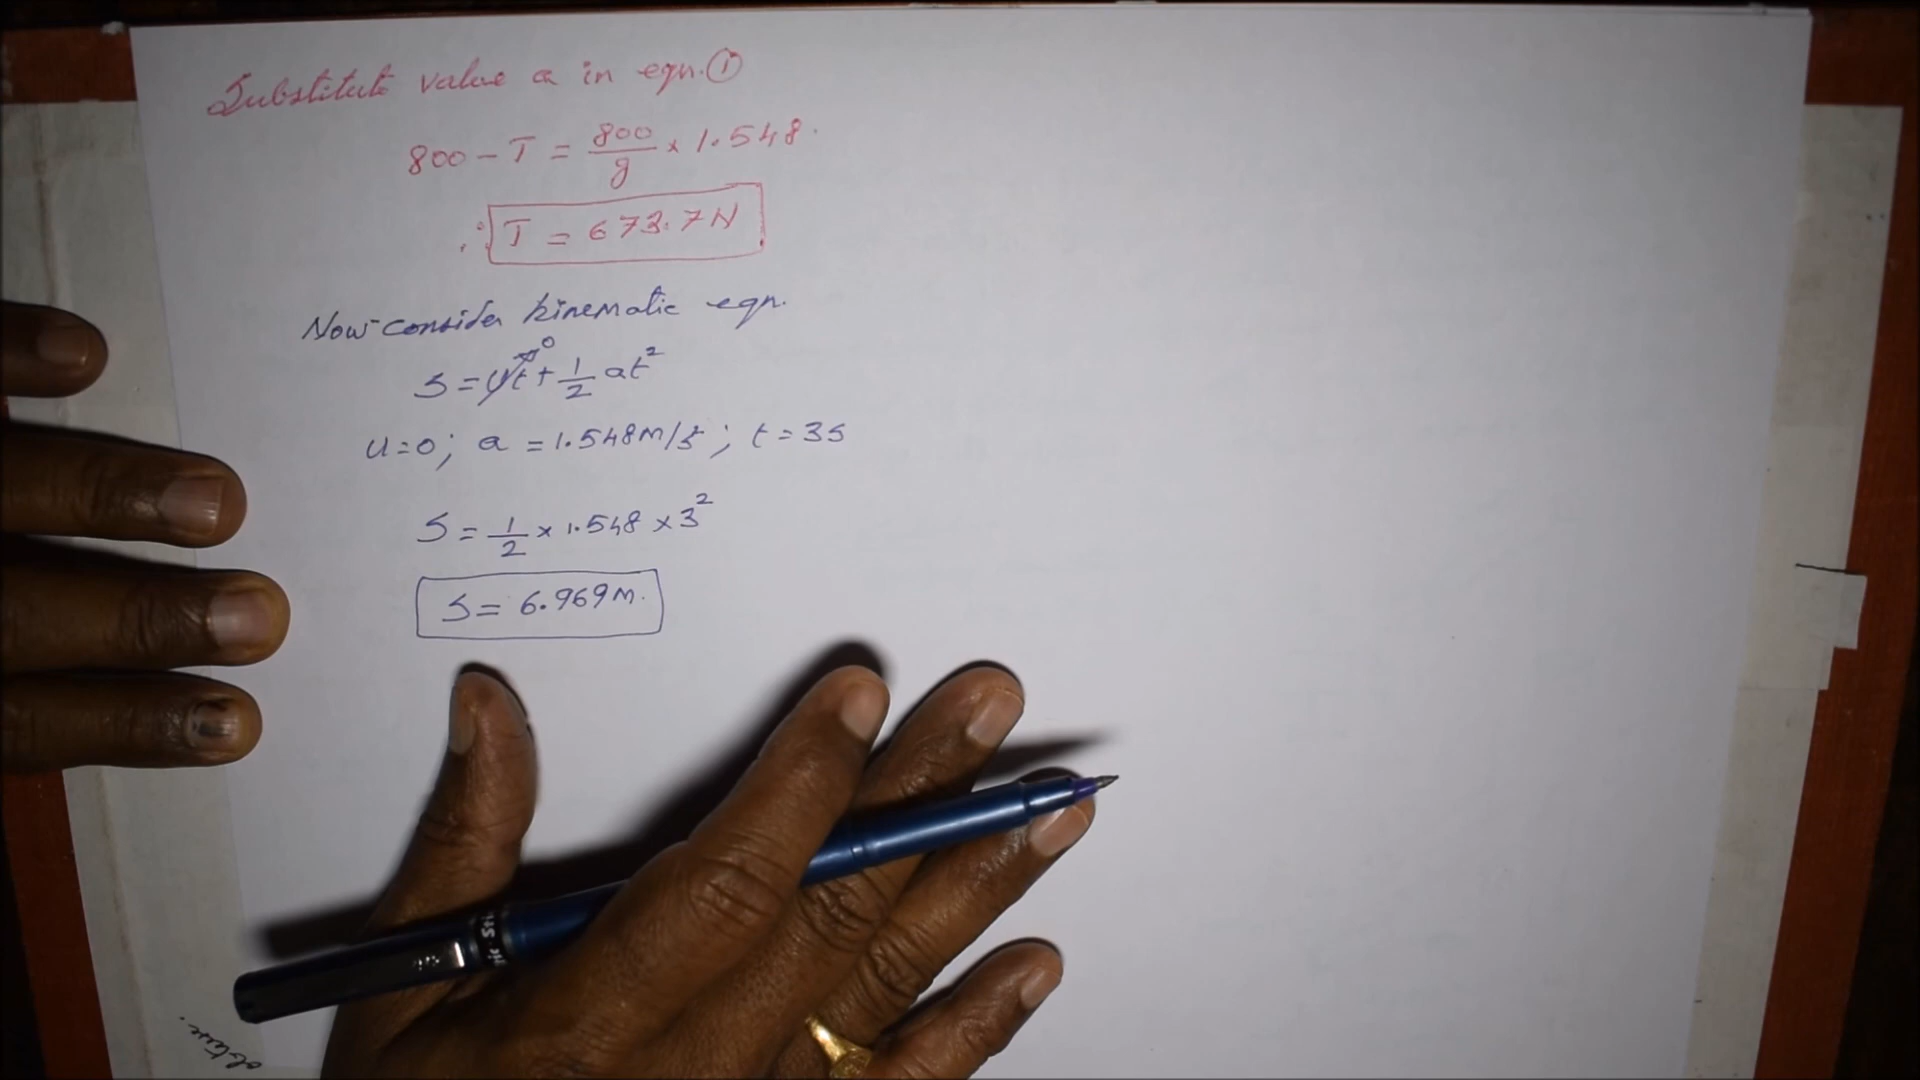 Substitute value a in eqn. ①
800 - T = 800/g × 1.548.
∴ T = 673.7N
Now consider kinematic eqn.
S = ut⁰ + 1/2 at²
u=0; a = 1.548m/s²; t = 3s
S = 1/2 × 1.548 × 3²
S = 6.969m.